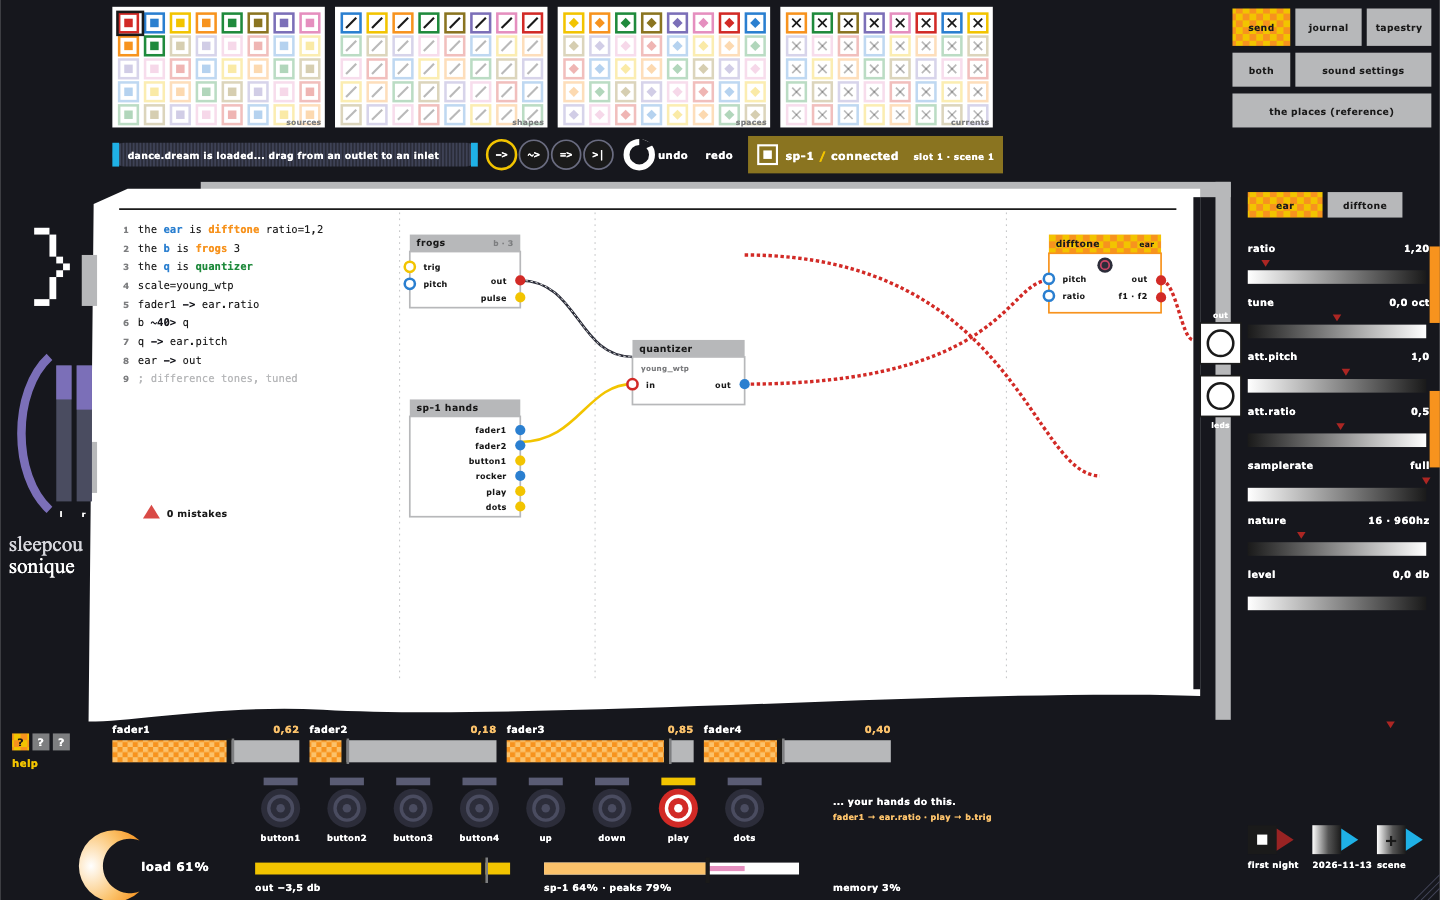 send
journal
tapestry
both
sound settings
the places (reference)
sources
shapes
spaces
currents
dance.dream is loaded... drag from an outlet to an inlet
->
~>
=>
>|
undo
redo
sp-1 / connected
slot 1 · scene 1
1 the ear is difftone ratio=1,2
2 the b is frogs 3
3 the q is quantizer
4 scale=young_wtp
5 fader1 -> ear.ratio
6 b ~40> q
7 q -> ear.pitch
8 ear -> out
9 ; difference tones, tuned
0 mistakes
frogs
b · 3
trig
pitch
out
pulse
sp-1 hands
fader1
fader2
button1
rocker
play
dots
quantizer
young_wtp
in
out
difftone
ear
pitch
out
ratio
f1 · f2
out
leds
ear
difftone
ratio 1,20
tune 0,0 oct
att.pitch 1,0
att.ratio 0,5
samplerate full
nature 16 · 960hz
level 0,0 db
l r
sleepcou
sonique
? ? ?
help
fader1 0,62
fader2 0,18
fader3 0,85
fader4 0,40
button1
button2
button3
button4
up
down
play
dots
... your hands do this.
fader1 → ear.ratio · play → b.trig
load 61%
out −3,5 db
sp-1 64% · peaks 79%
memory 3%
first night
2026-11-13
scene